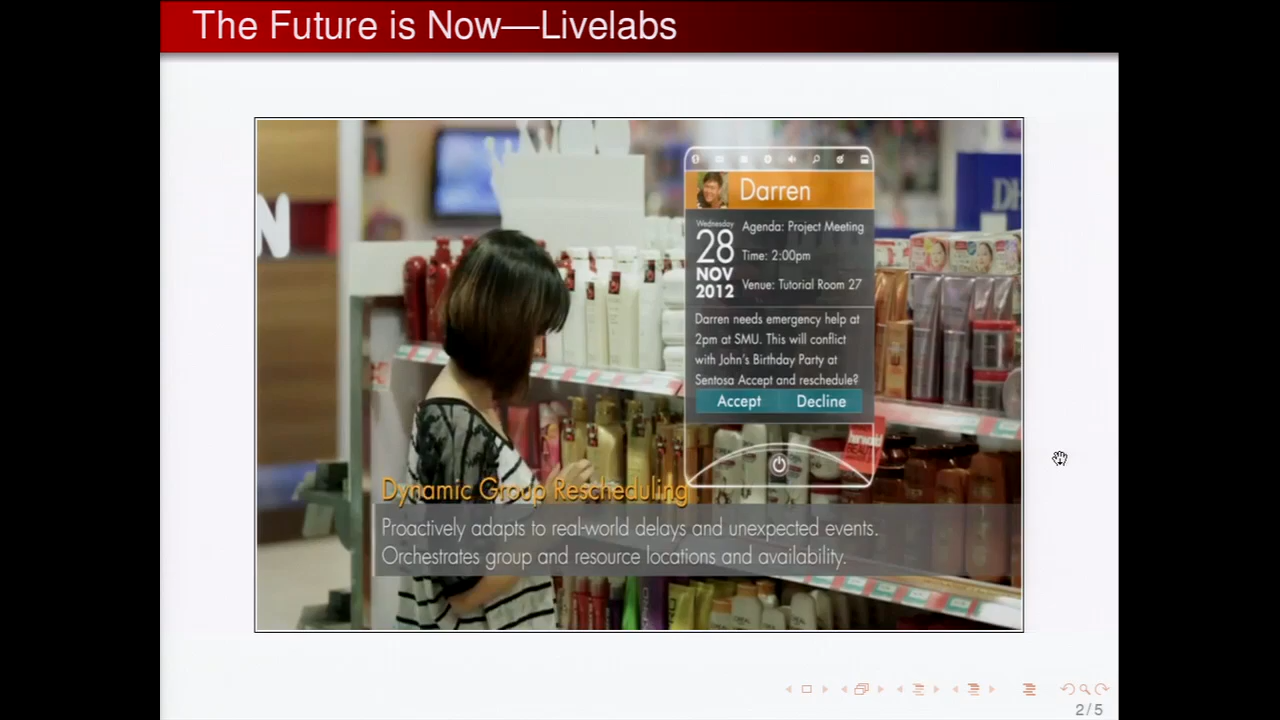 The Future is Now—Livelabs
N
DH
Darren
Wednesday
28
NOV
2012
Agenda: Project Meeting
Time: 2:00pm
Venue: Tutorial Room 27
Darren needs emergency help at
2pm at SMU. This will conflict
with John's Birthday Party at
Sentosa Accept and reschedule?
Accept Decline
Dynamic Group Rescheduling
Proactively adapts to real-world delays and unexpected events.
Orchestrates group and resource locations and availability.
2/5